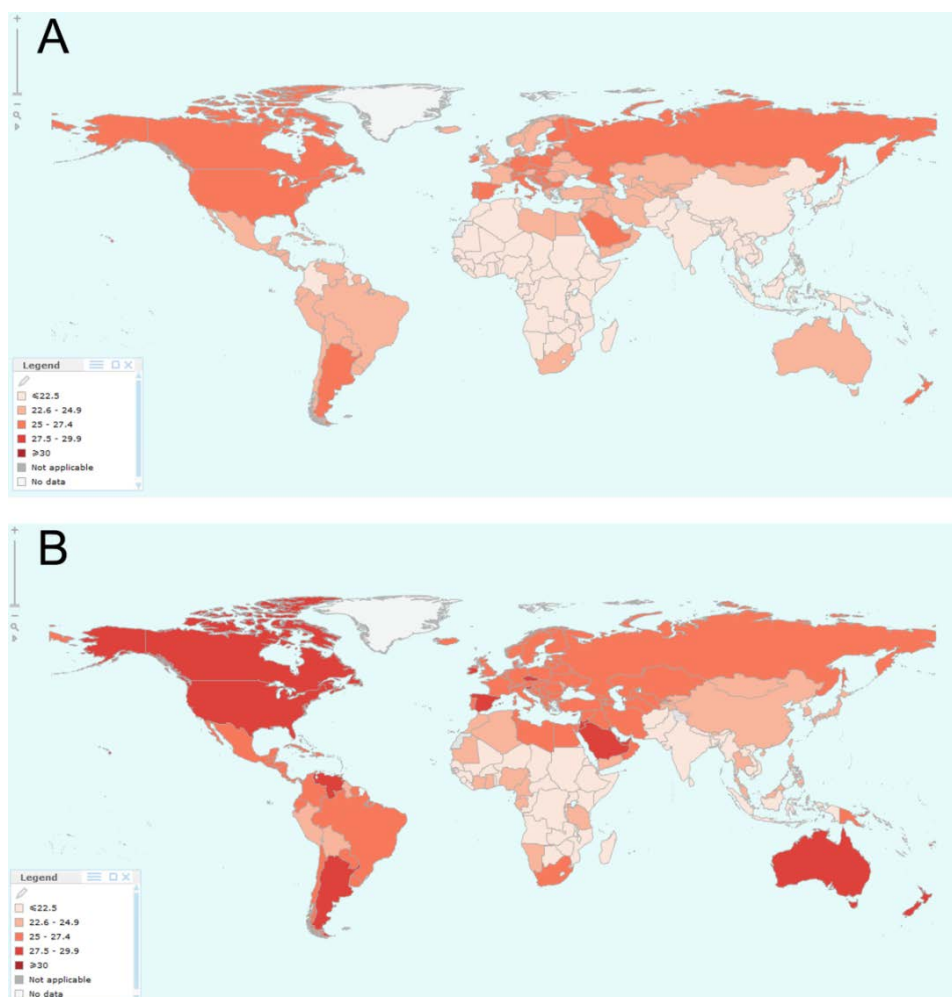 A
Legend
⩽22.5
22.6 - 24.9
25 - 27.4
27.5 - 29.9
⩾30
Not applicable
No data
B
Legend
⩽22.5
22.6 - 24.9
25 - 27.4
27.5 - 29.9
⩾30
Not applicable
No data